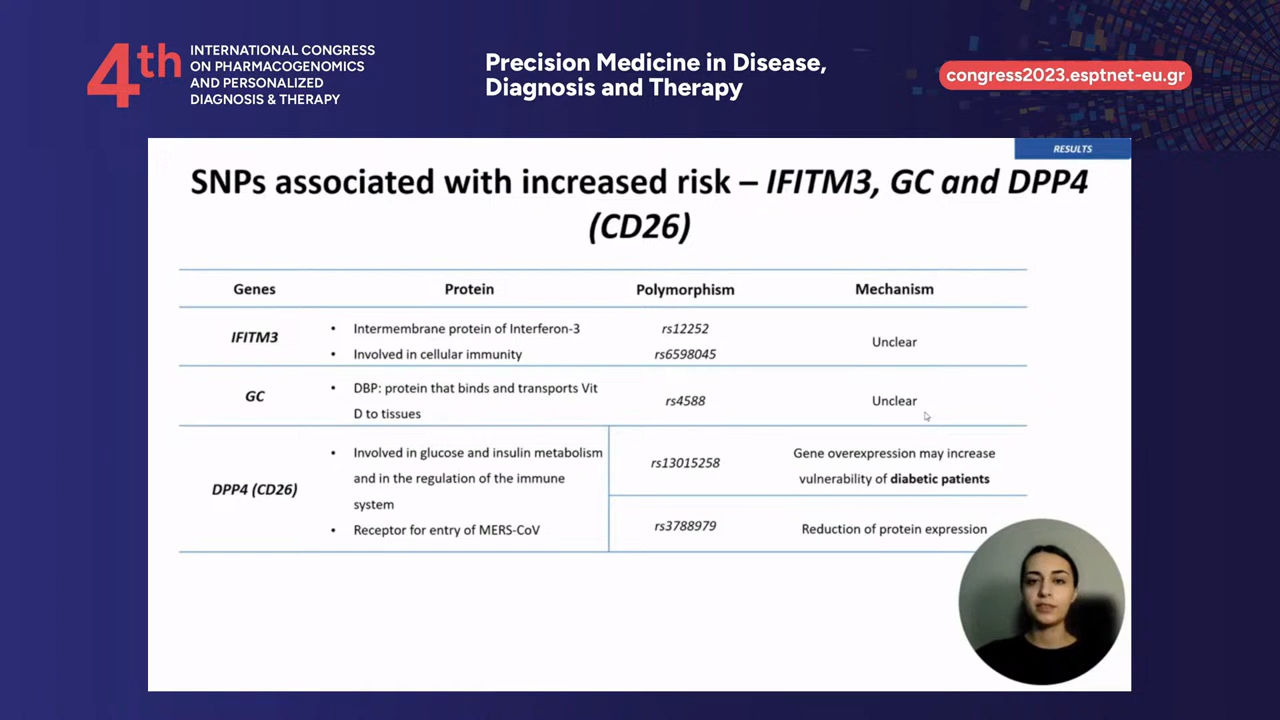 4th
INTERNATIONAL CONGRESS
ON PHARMACOGENOMICS
AND PERSONALIZED
DIAGNOSIS & THERAPY
Precision Medicine in Disease,
Diagnosis and Therapy
congress2023.esptnet-eu.gr
RESULTS
SNPs associated with increased risk – IFITM3, GC and DPP4
(CD26)
Genes Protein Polymorphism Mechanism
IFITM3
• Intermembrane protein of Interferon-3
• Involved in cellular immunity
rs12252
rs6598045
Unclear
GC
• DBP: protein that binds and transports Vit
D to tissues
rs4588
Unclear
DPP4 (CD26)
• Involved in glucose and insulin metabolism
and in the regulation of the immune
system
• Receptor for entry of MERS-CoV
rs13015258
Gene overexpression may increase
vulnerability of diabetic patients
rs3788979
Reduction of protein expression